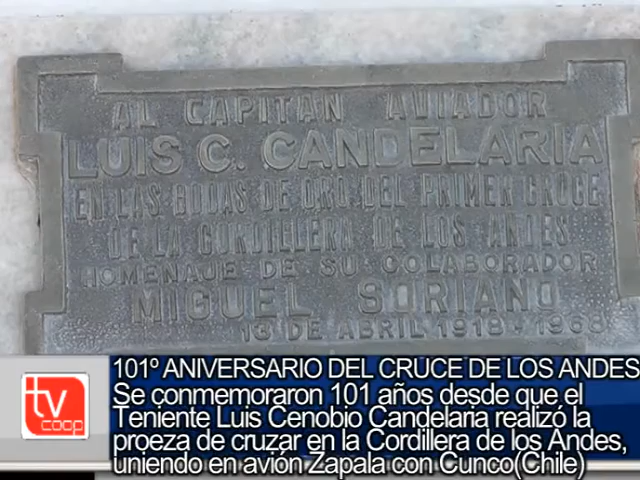 AL CAPITAN AVIADOR
LUIS C. CANDELARIA
EN LAS BODAS DE ORO DEL PRIMER CRUCE
DE LA CORDILLERA DE LOS ANDES
HOMENAJE DE SU COLABORADOR
MIGUEL SORIANO
13 DE ABRIL 1918 - 1968
101º ANIVERSARIO DEL CRUCE DE LOS ANDES
Se conmemoraron 101 años desde que el
Teniente Luis Cenobio Candelaria realizó la
proeza de cruzar en la Cordillera de los Andes,
uniendo en avión Zapala con Cunco(Chile)
tv
coop